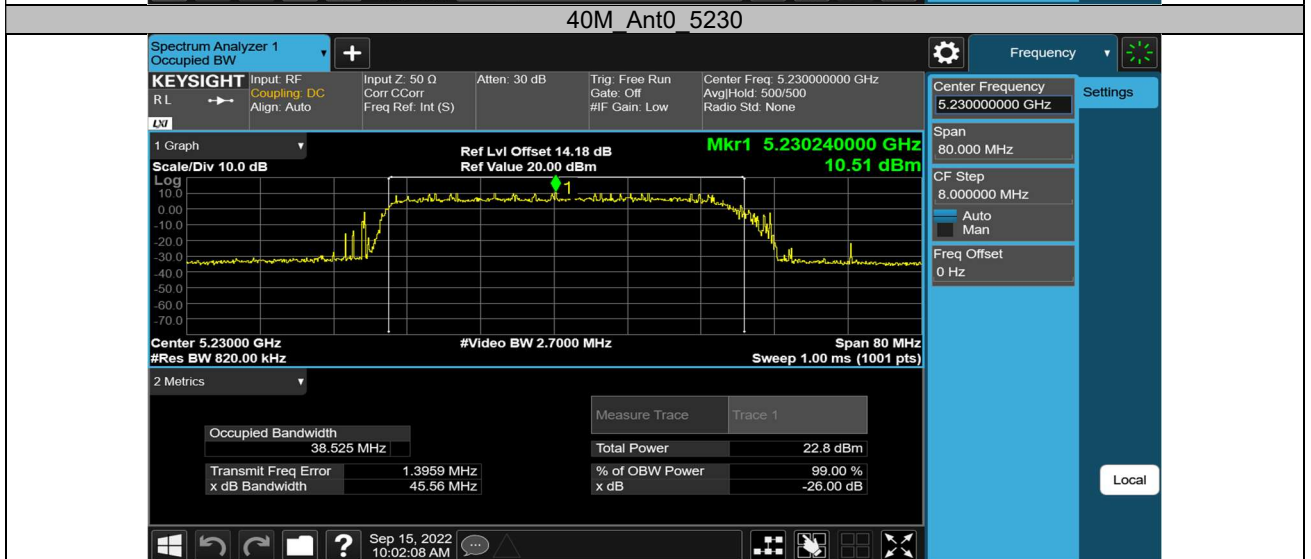 40M_Ant0_5230
Spectrum Analyzer 1
Occupied BW
Frequency
KEYSIGHT
R L
LXI
Input: RF
Coupling: DC
Align: Auto
Input Z: 50 Ω
Corr CCorr
Freq Ref: Int (S)
Atten: 30 dB
Trig: Free Run
Gate: Off
#IF Gain: Low
Center Freq: 5.230000000 GHz
Avg|Hold: 500/500
Radio Std: None
Center Frequency
5.230000000 GHz
Settings
Span
80.000 MHz
CF Step
8.000000 MHz
Auto
Man
Freq Offset
0 Hz
1 Graph
Scale/Div 10.0 dB
Ref Lvl Offset 14.18 dB
Ref Value 20.00 dBm
Mkr1 5.230240000 GHz
10.51 dBm
Log
1
10.0
0.00
-10.0
-20.0
-30.0
-40.0
-50.0
-60.0
-70.0
Center 5.23000 GHz
#Res BW 820.00 kHz
#Video BW 2.7000 MHz
Span 80 MHz
Sweep 1.00 ms (1001 pts)
2 Metrics
Measure Trace
Trace 1
Occupied Bandwidth
38.525 MHz
Total Power 22.8 dBm
Transmit Freq Error 1.3959 MHz
% of OBW Power 99.00 %
x dB Bandwidth 45.56 MHz
x dB -26.00 dB
Local
?
Sep 15, 2022
10:02:08 AM